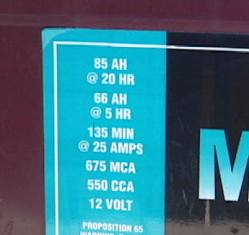 85 AH
@ 20 HR
66 AH
@ 5 HR
135 MIN
@ 25 AMPS
675 MCA
550 CCA
12 VOLT
M
PROPOSITION 65